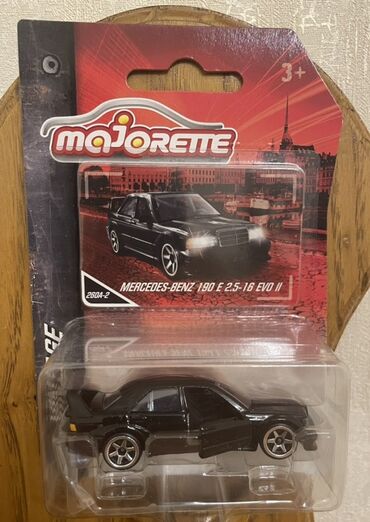 3+
majorette
MERCEDES-BENZ 190 E 2.5-16 EVO II
260A-2